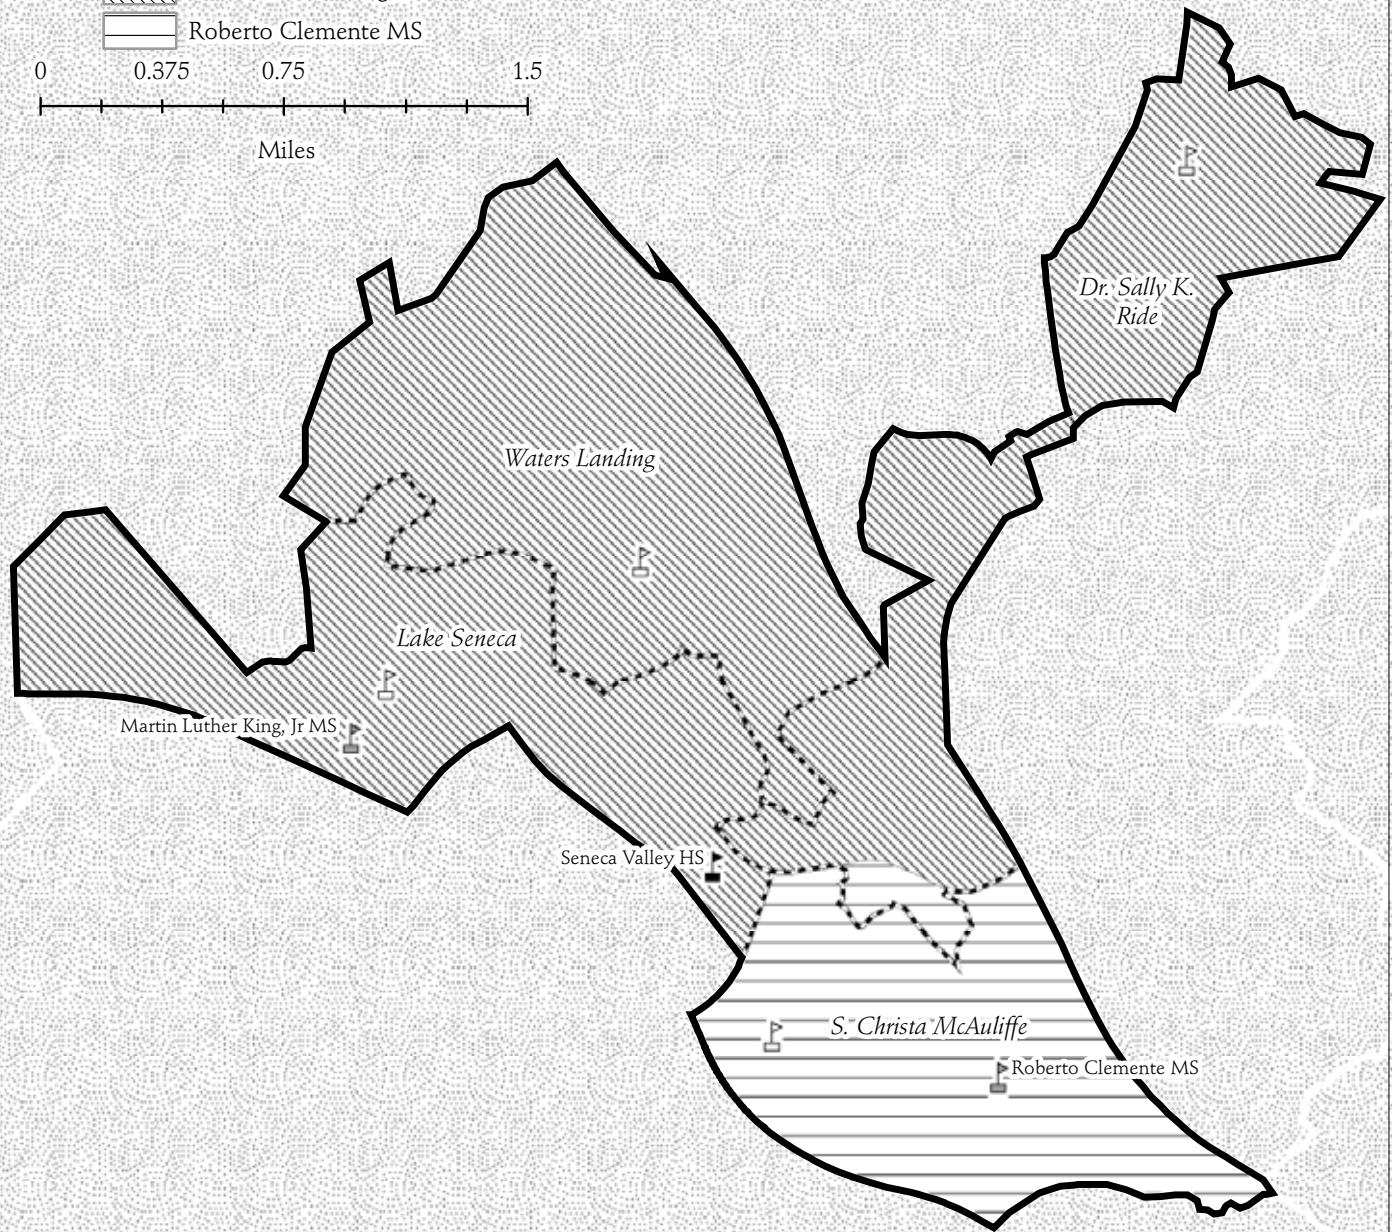 Roberto Clemente MS
0 0.375 0.75 1.5
Miles
Dr. Sally K.
Ride
Waters Landing
Lake Seneca
Martin Luther King, Jr MS
Seneca Valley HS
S. Christa McAuliffe
Roberto Clemente MS